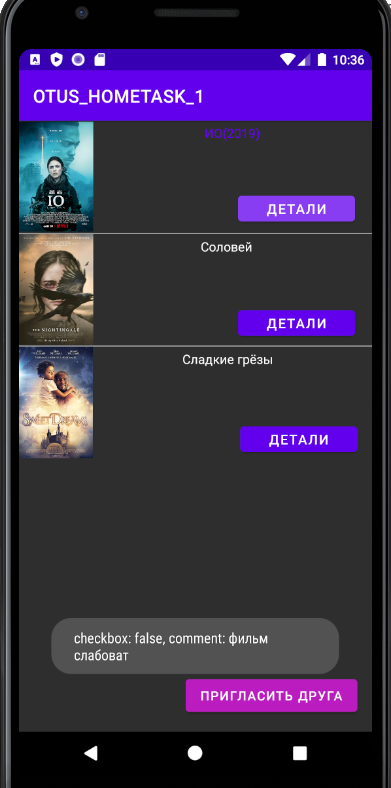 10:36
OTUS_HOMETASK_1
ИО(2019)
IO
ДЕТАЛИ
Соловей
THE NIGHTINGALE
ДЕТАЛИ
Сладкие грёзы
SWEET DREAMS
ДЕТАЛИ
checkbox: false, comment: фильм
слабоват
ПРИГЛАСИТЬ ДРУГА